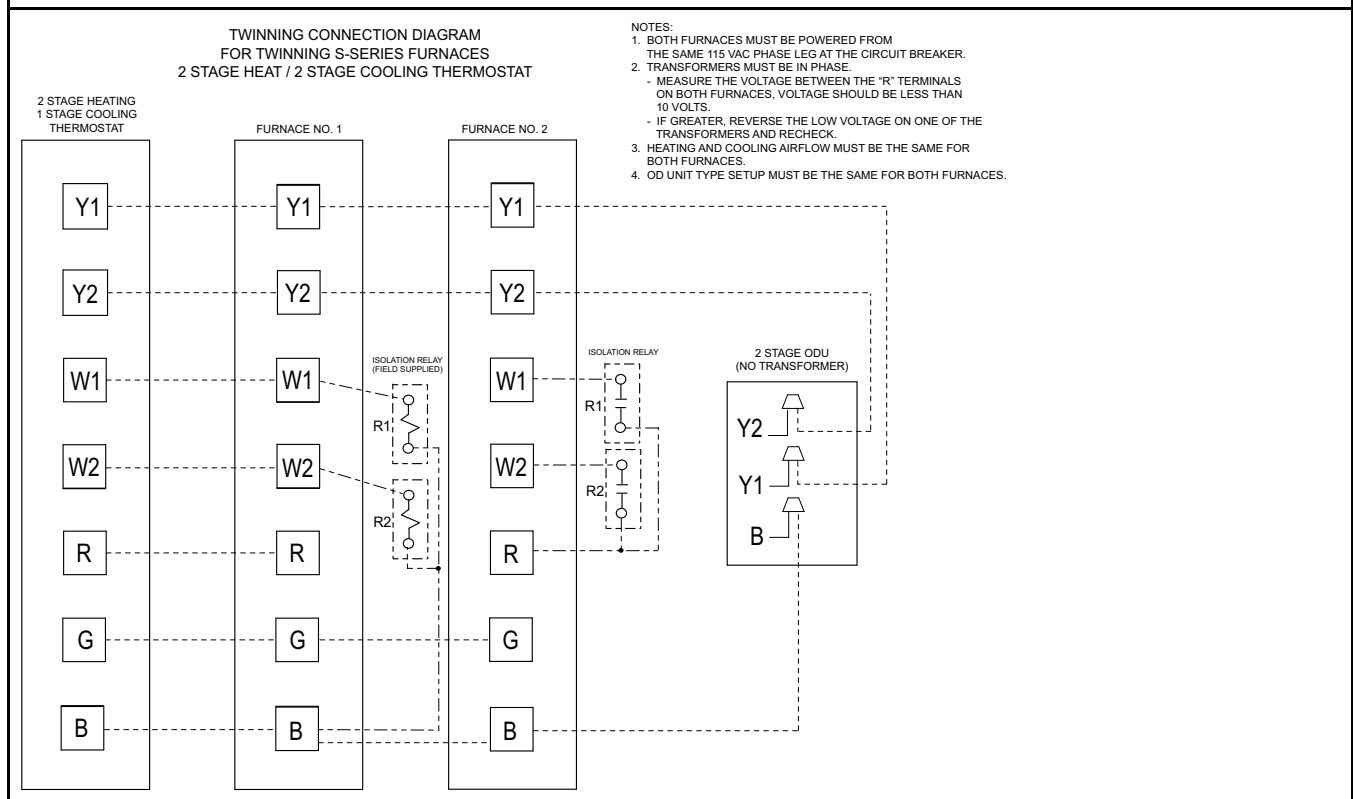 TWINNING CONNECTION DIAGRAM
FOR TWINNING S-SERIES FURNACES
2 STAGE HEAT / 2 STAGE COOLING THERMOSTAT
NOTES:
1. BOTH FURNACES MUST BE POWERED FROM
THE SAME 115 VAC PHASE LEG AT THE CIRCUIT BREAKER.
2. TRANSFORMERS MUST BE IN PHASE.
- MEASURE THE VOLTAGE BETWEEN THE “R” TERMINALS
ON BOTH FURNACES, VOLTAGE SHOULD BE LESS THAN
10 VOLTS.
- IF GREATER, REVERSE THE LOW VOLTAGE ON ONE OF THE
TRANSFORMERS AND RECHECK.
3. HEATING AND COOLING AIRFLOW MUST BE THE SAME FOR
BOTH FURNACES.
4. OD UNIT TYPE SETUP MUST BE THE SAME FOR BOTH FURNACES.
2 STAGE HEATING
1 STAGE COOLING
THERMOSTAT
Y1
Y2
W1
W2
R
G
B
FURNACE NO. 1
Y1
Y2
W1
W2
R
G
B
ISOLATION RELAY
(FIELD SUPPLIED)
R1
R2
FURNACE NO. 2
Y1
Y2
W1
W2
R
G
B
ISOLATION RELAY
R1
R2
2 STAGE ODU
(NO TRANSFORMER)
Y2
Y1
B